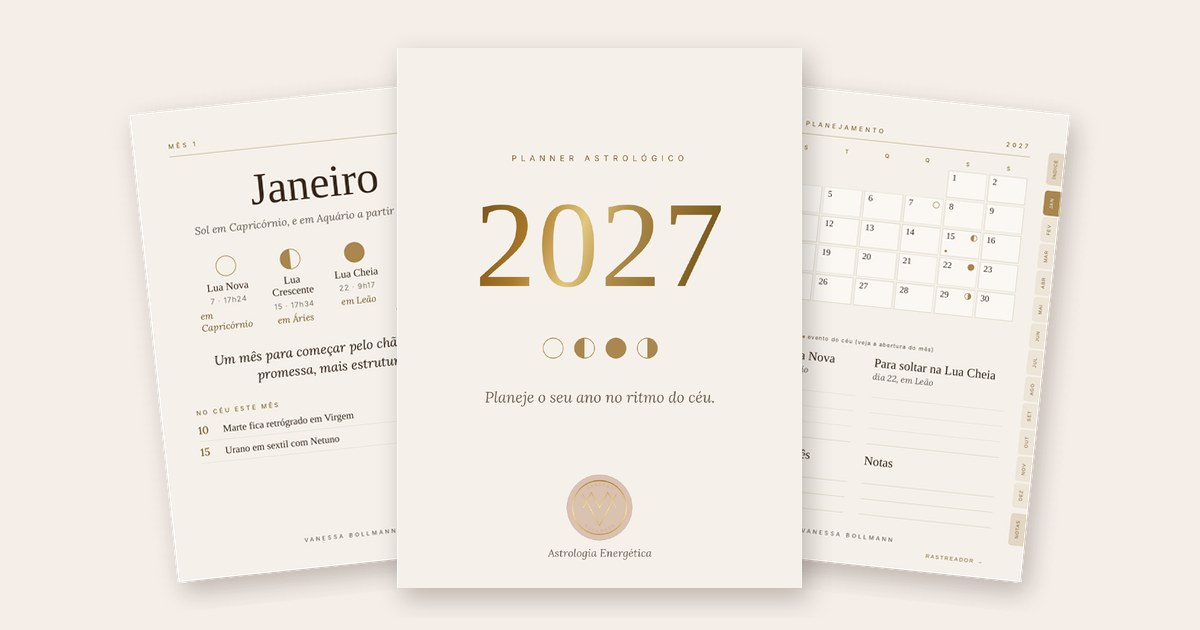 MÊS 1
Janeiro
Sol em Capricórnio, e em Aquário a partir
Lua Nova
7 · 17h24
em
Capricórnio
Lua
Crescente
15 · 17h34
em Áries
Lua Cheia
22 · 9h17
em Leão
Um mês para começar pelo chã
promessa, mais estrutur
NO CÉU ESTE MÊS
10 Marte fica retrógrado em Virgem
15 Urano em sextil com Netuno
VANESSA BOLLMANN
PLANNER ASTROLÓGICO
2027
Planeje o seu ano no ritmo do céu.
Astrologia Energética
PLANEJAMENTO
2027
S T Q Q S S
1 2
5 6 7 8 9
12 13 14 15 16
19 20 21 22 23
26 27 28 29 30
evento do céu (veja a abertura do mês)
a Nova
io
Para soltar na Lua Cheia
dia 22, em Leão
ês
Notas
VANESSA BOLLMANN
RASTREADOR →
ÍNDICE
JAN
FEV
MAR
ABR
MAI
JUN
JUL
AGO
SET
OUT
NOV
DEZ
NOTAS